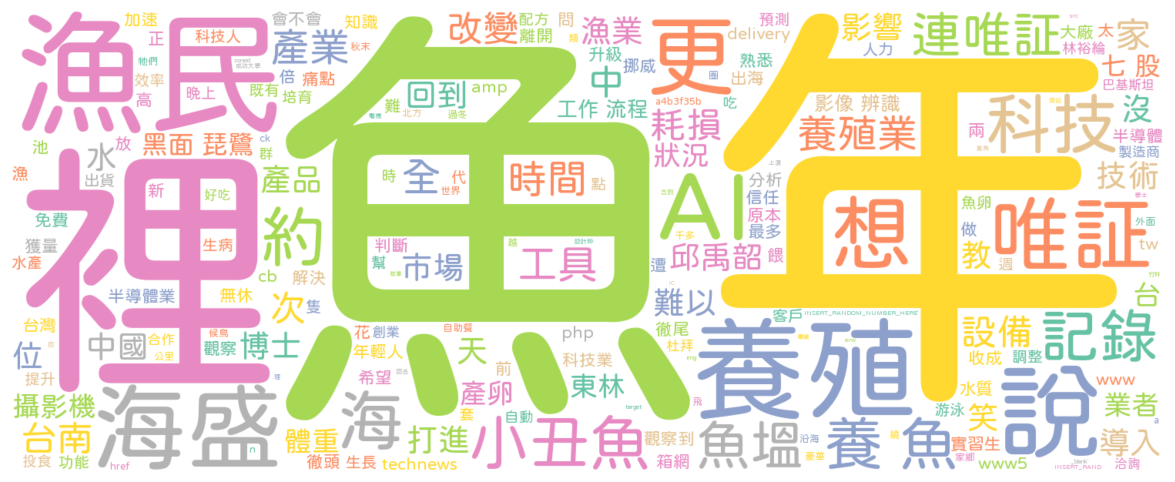 加速
會不會
知識
正
科技人
秋末
漁民
牠們
效率
高
晚上
產業
倍
痛點
既有
培育
改變
配方
離開
問
漁業
升級
挪威
中
工作 流程
更
預測
delivery
熟悉
出海
吃
a4b3f35b
影響
人力
連唯証
大廠
太
家
林裕綸
七 股
巴基斯坦
科技
沒
影像 辨識
養殖業
兩
半導體
製造商
技術
回到
amp
難
北方
過冬
魚
年
池
放
黑面 琵鷺
ck
群
水
出貨
漁
產品
新
好吃
裡
約
時
全
代
世界
時間
點
耗損
狀況
AI
分析
信任
原本
最多
千多
上漲
想
魚卵
做
教
週
唯証
外面
tw
台
免費
獲量
水產
生病
cb
解決
判斷
幫
市場
越
設計師
工具
遭
邱禹韶
餵
半導體業
無休
次
隻
難以
客戶
INSERT_RANDOM_NUMBER_HERE
台灣
位
中國
合作
公里
候鳥
觀察
博士
花
創業
自助餐
年輕人
天
php
前
科技業
徹尾
杜拜
設備
收成
記錄
調整
提升
希望
產卵
套
自動
東林
飛
養殖
水質
www
業者
a
攝影機
海盛
體重
海
打進
小丑魚
target
觀察到
箱網
魚塭
沿海
豪華
養 魚
游泳
笑
實習生
家鄉
說
導入
台南
投食
功能
href
n
徹頭
生長
technews
www5
blank
INSERT_RAND
洽詢